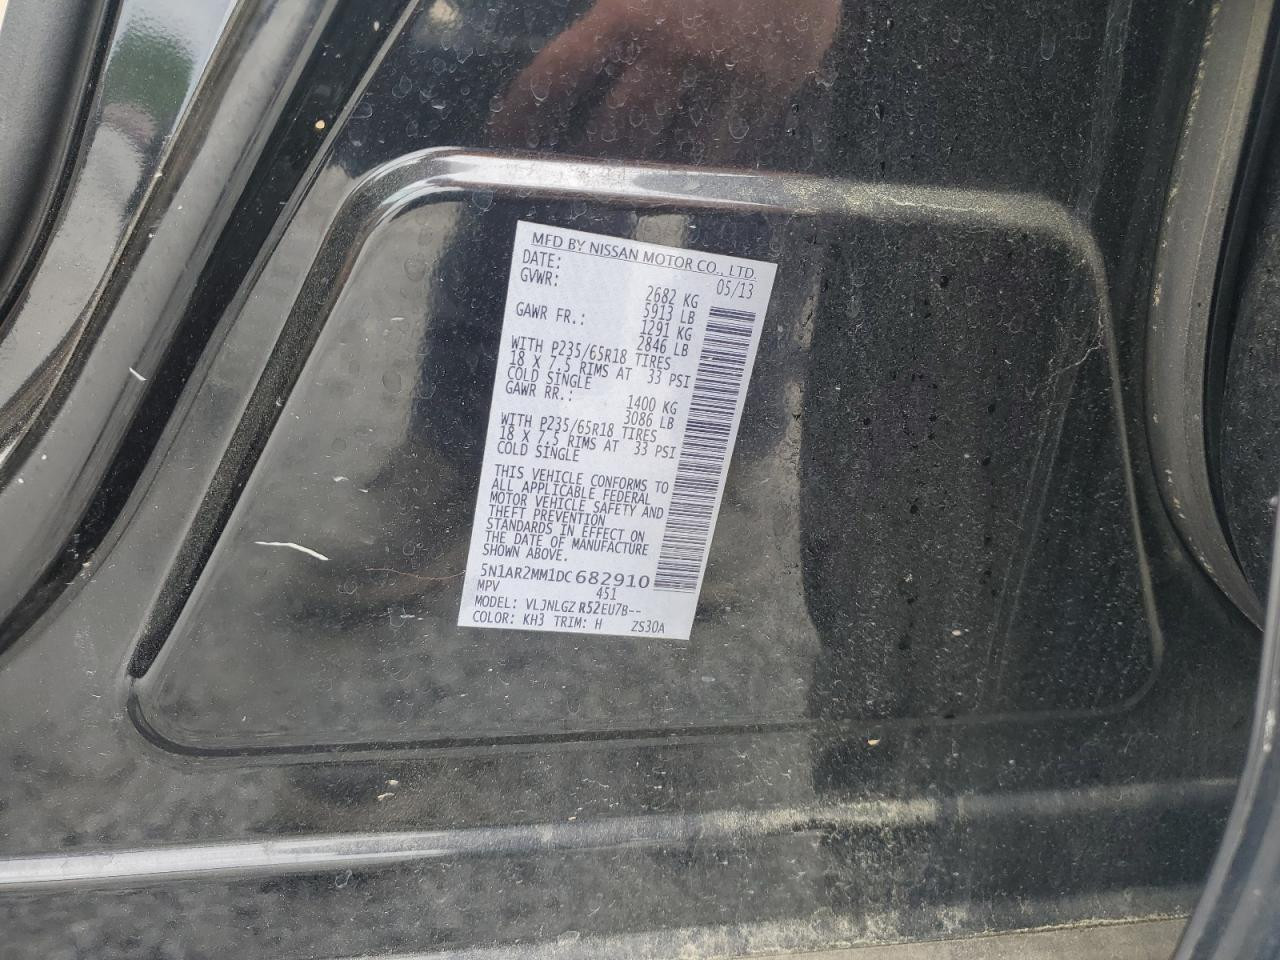 MFD BY NISSAN MOTOR CO., LTD.
DATE: 05/13
GVWR: 2682 KG
5913 LB
GAWR FR.: 1291 KG
2846 LB
WITH P235/65R18 TIRES
18 X 7.5 RIMS AT 33 PSI
COLD SINGLE
GAWR RR.: 1400 KG
3086 LB
WITH P235/65R18 TIRES
18 X 7.5 RIMS AT 33 PSI
COLD SINGLE
THIS VEHICLE CONFORMS TO
ALL APPLICABLE FEDERAL
MOTOR VEHICLE SAFETY AND
THEFT PREVENTION
STANDARDS IN EFFECT ON
THE DATE OF MANUFACTURE
SHOWN ABOVE.
5N1AR2MM1DC682910
MPV 451
MODEL: VLJNLGZ R52EU7B--
COLOR: KH3 TRIM: H ZS30A